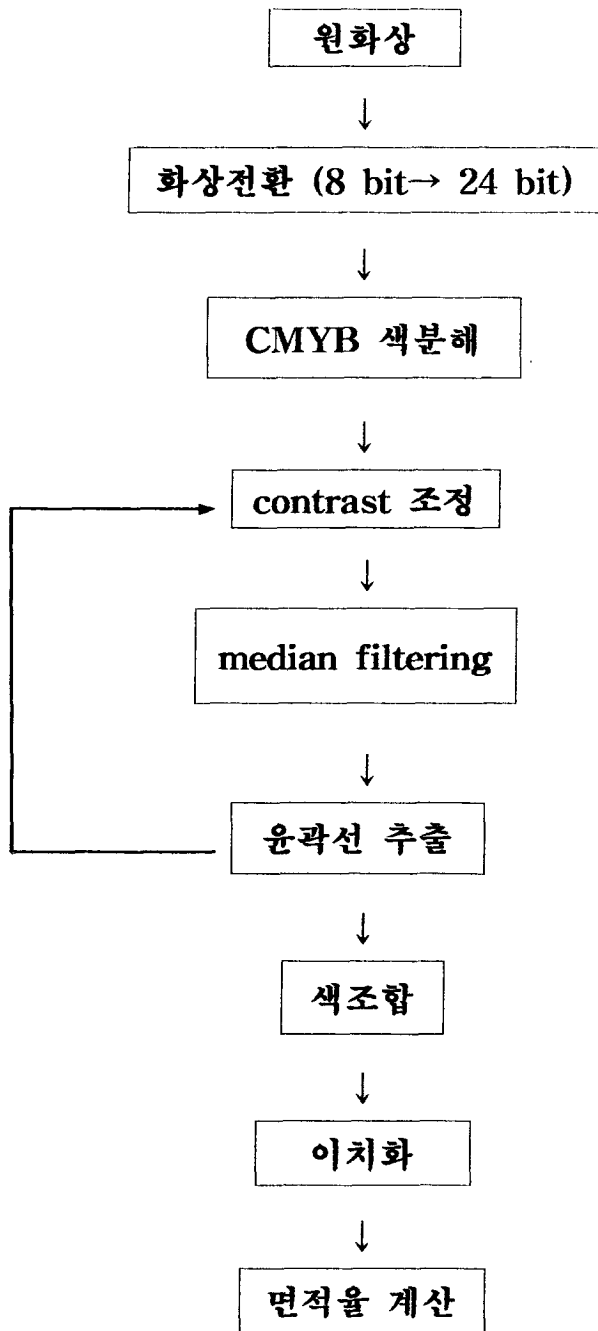 원화상
↓
화상전환 (8 bit→ 24 bit)
↓
CMYB 색분해
↓
contrast 조정
↓
median filtering
↓
윤곽선 추출
↓
색조합
↓
이치화
↓
면적율 계산